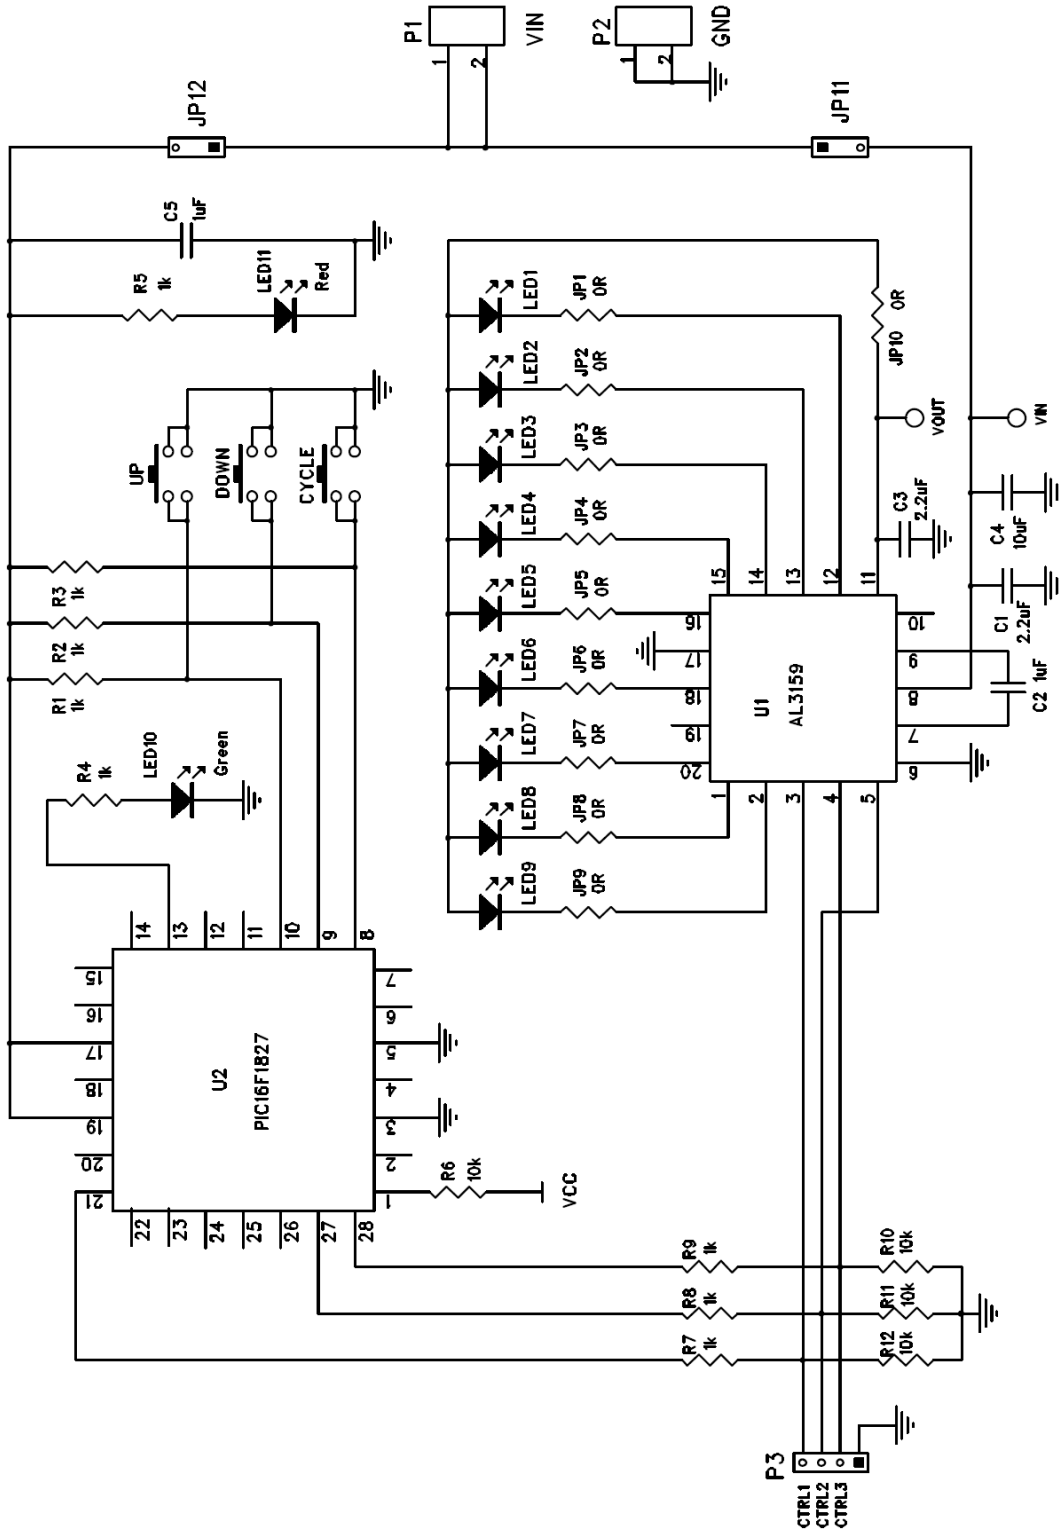 P1
1
2
VIN
P2
1
2
GND
JP12
JP11
C5
1uF
R5
1k
LED11
Red
UP
DOWN
CYCLE
R3
1k
R2
1k
R1
1k
R4
1k
LED10
Green
LED1
LED2
LED3
LED4
LED5
LED6
LED7
LED8
LED9
JP1
0R
JP2
0R
JP3
0R
JP4
0R
JP5
0R
JP6
0R
JP7
0R
JP8
0R
JP9
0R
JP10
0R
VOUT
VIN
C3
2.2uF
C4
10uF
C1
2.2uF
C2 1uF
U1
AL3159
15
14
13
12
11
16
17
18
19
20
10
9
8
7
6
1
2
3
4
5
U2
PIC16F1827
14
13
12
11
10
9
8
15
16
17
18
19
20
21
7
6
5
4
3
2
1
22
23
24
25
26
27
28
R6
10k
VCC
R9
1k
R8
1k
R7
1k
R10
10k
R11
10k
R12
10k
P3
CTRL1
CTRL2
CTRL3